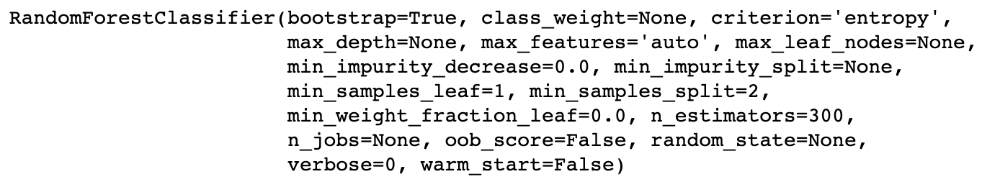 RandomForestClassifier(bootstrap=True, class_weight=None, criterion='entropy',
max_depth=None, max_features='auto', max_leaf_nodes=None,
min_impurity_decrease=0.0, min_impurity_split=None,
min_samples_leaf=1, min_samples_split=2,
min_weight_fraction_leaf=0.0, n_estimators=300,
n_jobs=None, oob_score=False, random_state=None,
verbose=0, warm_start=False)